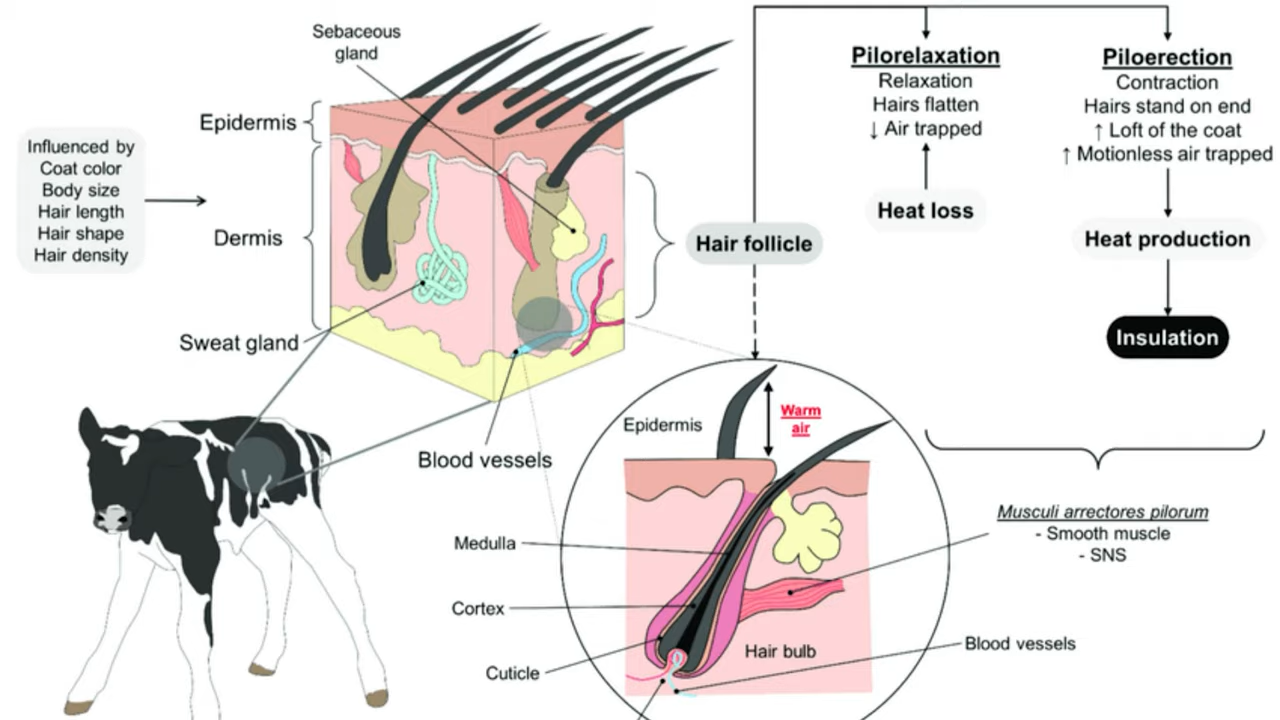 Sebaceous
gland
Epidermis
Influenced by
Coat color
Body size
Hair length
Hair shape
Hair density
Dermis
Sweat gland
Blood vessels
Hair follicle
Pilorelaxation
Relaxation
Hairs flatten
↓ Air trapped
Heat loss
Piloerection
Contraction
Hairs stand on end
↑ Loft of the coat
↑ Motionless air trapped
Heat production
Insulation
Epidermis
Warm
air
Medulla
Cortex
Cuticle
Hair bulb
Musculi arrectores pilorum
- Smooth muscle
- SNS
Blood vessels